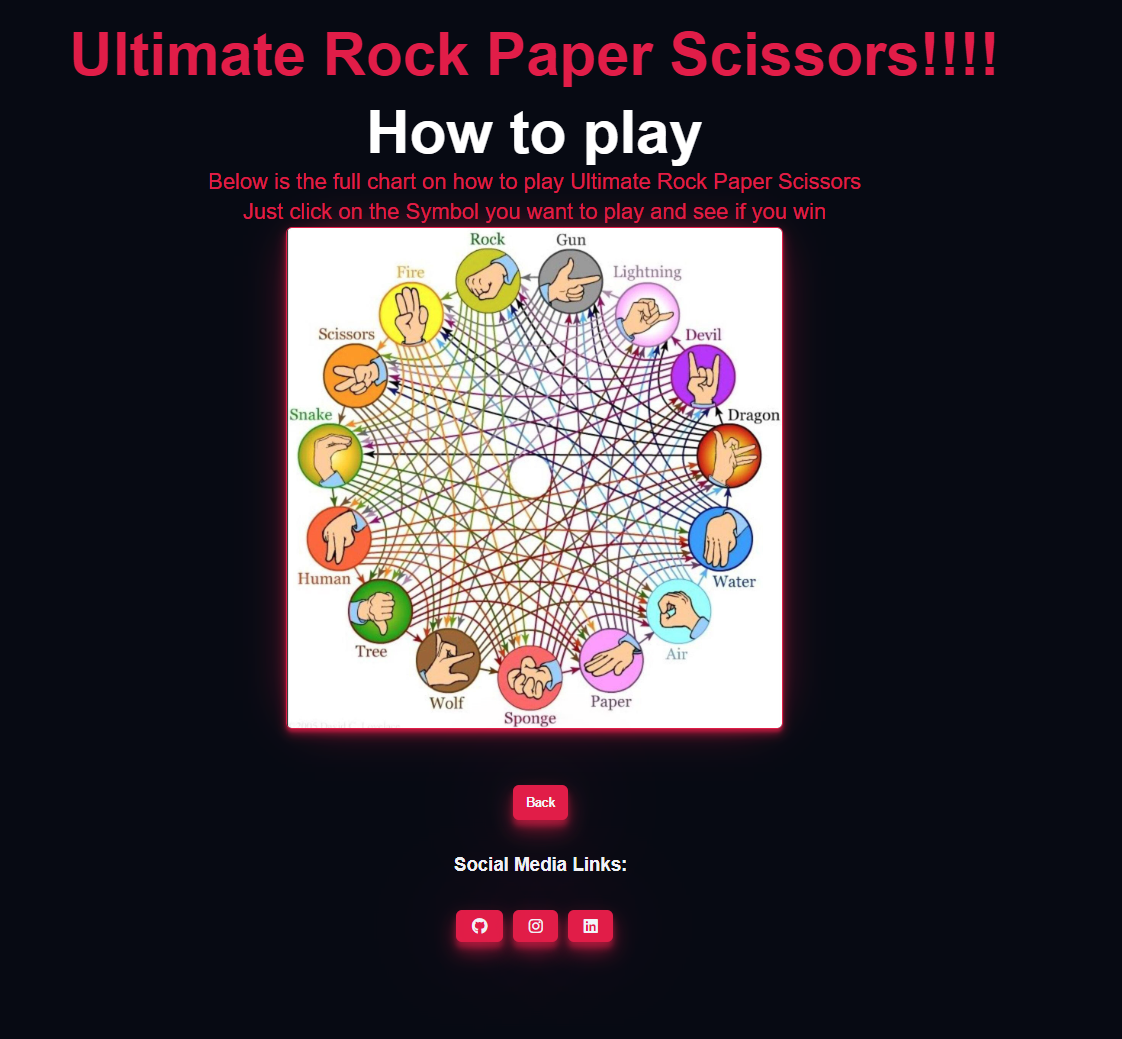 Ultimate Rock Paper Scissors!!!!
How to play
Below is the full chart on how to play Ultimate Rock Paper Scissors
Just click on the Symbol you want to play and see if you win
Rock
Gun
Fire
Lightning
Scissors
Devil
Snake
Dragon
Human
Water
Tree
Air
Wolf
Paper
Sponge
Back
Social Media Links:
in